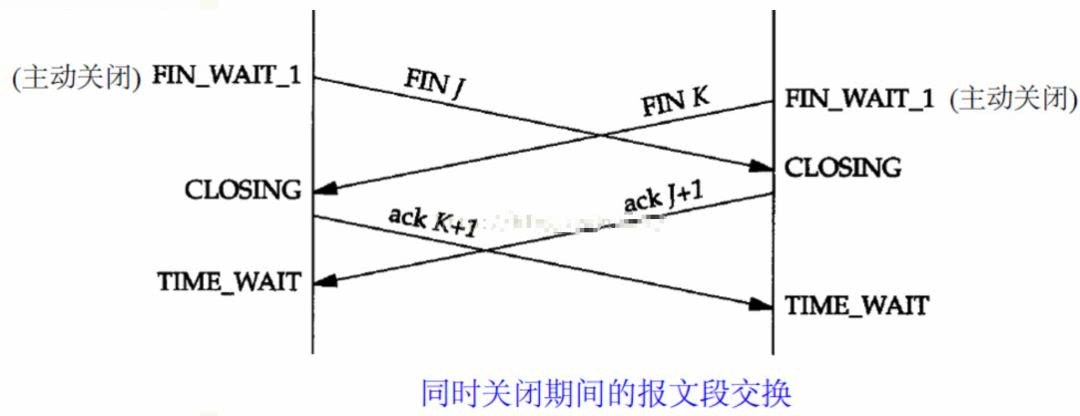 (主动关闭) FIN_WAIT_1
FIN J
FIN K
FIN_WAIT_1 (主动关闭)
CLOSING
CLOSING
ack J+1
ack K+1
TIME_WAIT
TIME_WAIT
同时关闭期间的报文段交换